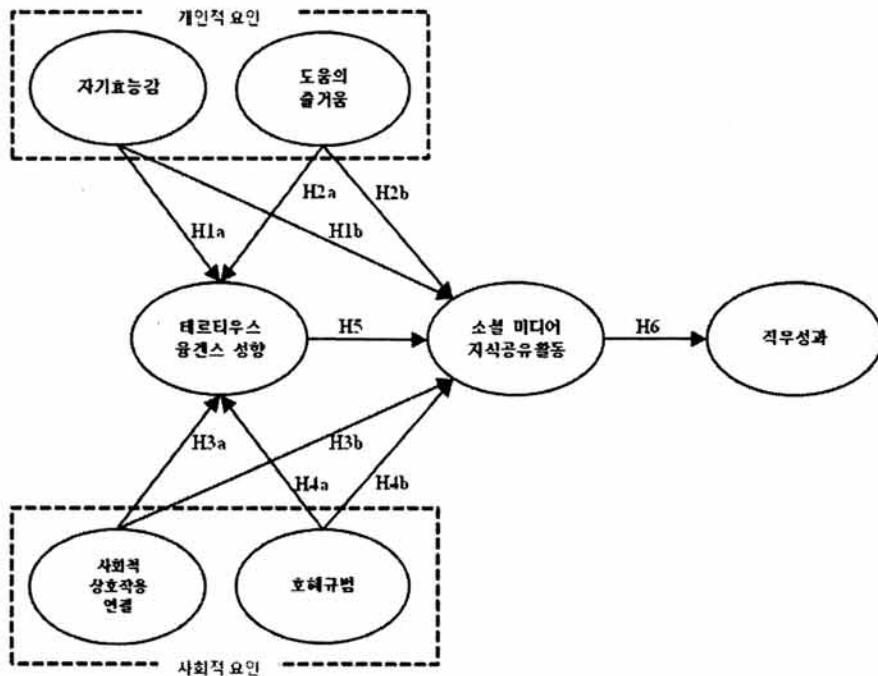 개인적 요인
자기효능감
도움의
즐거움
H2a
H2b
H1a
H1b
테르티우스
융겐스 성향
H5
소셜 미디어
지식공유활동
H6
직무성과
H3a
H3b
H4a
H4b
사회적
상호작용
연결
호혜규범
사회적 요인